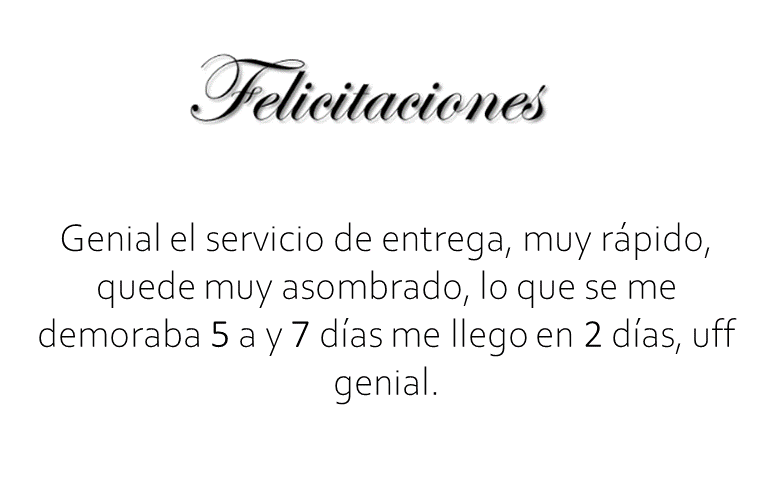 Felicitaciones
Genial el servicio de entrega, muy rápido,
quede muy asombrado, lo que se me
demoraba 5 a y 7 días me llego en 2 días, uff
genial.